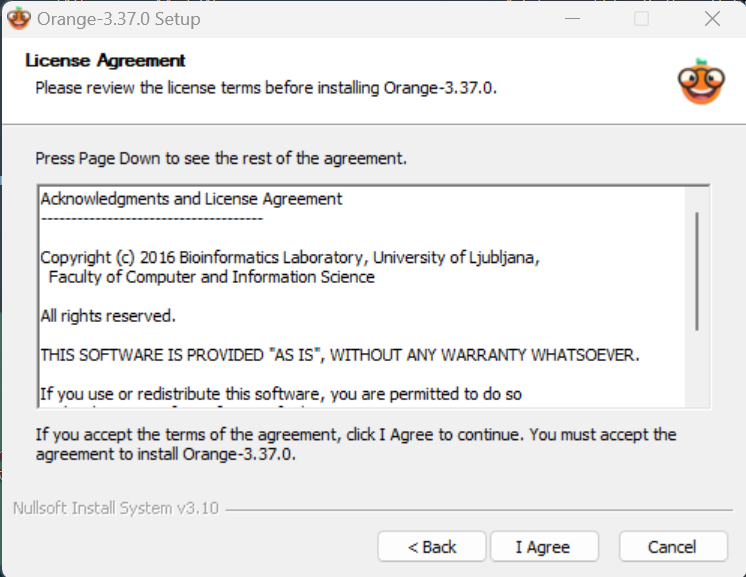 Orange-3.37.0 Setup
License Agreement
Please review the license terms before installing Orange-3.37.0.
Press Page Down to see the rest of the agreement.
Acknowledgments and License Agreement
-------------------------------------
Copyright (c) 2016 Bioinformatics Laboratory, University of Ljubljana,
Faculty of Computer and Information Science
All rights reserved.
THIS SOFTWARE IS PROVIDED "AS IS", WITHOUT ANY WARRANTY WHATSOEVER.
If you use or redistribute this software, you are permitted to do so
If you accept the terms of the agreement, click I Agree to continue. You must accept the
agreement to install Orange-3.37.0.
Nullsoft Install System v3.10
< Back
I Agree
Cancel